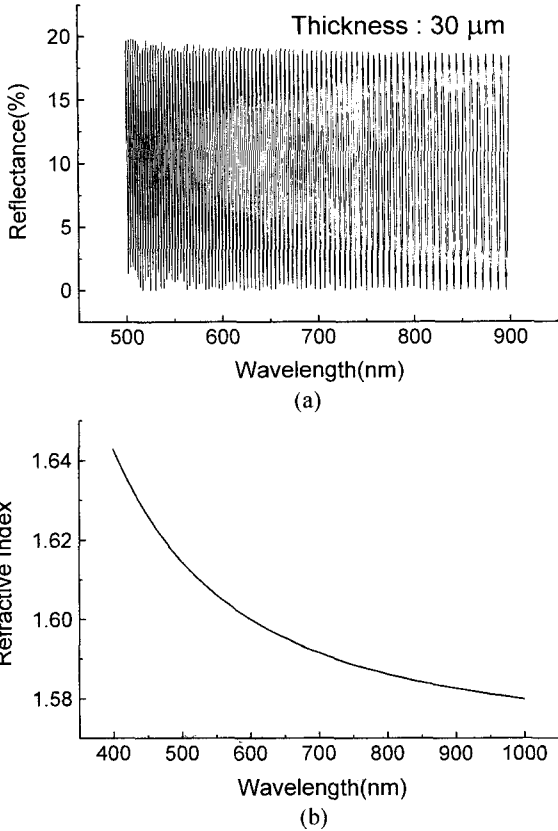 Thickness : 30 μm
20
15
10
5
0
Reflectance(%)
500 600 700 800 900
Wavelength(nm)
(a)
1.64
1.62
1.60
1.58
Refractive Index
400 500 600 700 800 900 1000
Wavelength(nm)
(b)